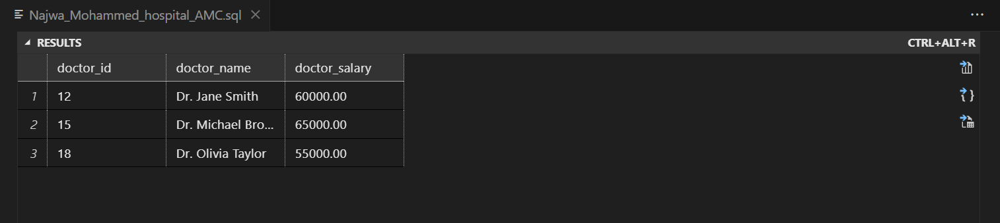 Najwa_Mohammed_hospital_AMC.sql
RESULTS CTRL+ALT+R
doctor_id doctor_name doctor_salary
1 12 Dr. Jane Smith 60000.00
2 15 Dr. Michael Bro... 65000.00
3 18 Dr. Olivia Taylor 55000.00